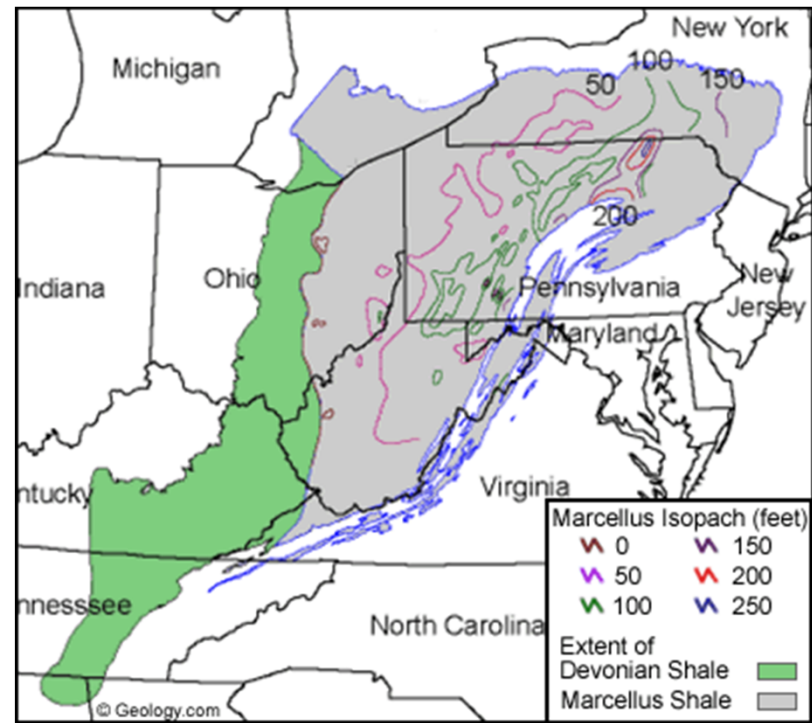 New York
100
Michigan
50
150
200
Indiana
Ohio
Pennsylvania
New
Jersey
Maryland
ntucky
Virginia
nnesssee
North Carolina
© Geology.com
Marcellus Isopach (feet)
0
150
50
200
100
250
Extent of
Devonian Shale
Marcellus Shale